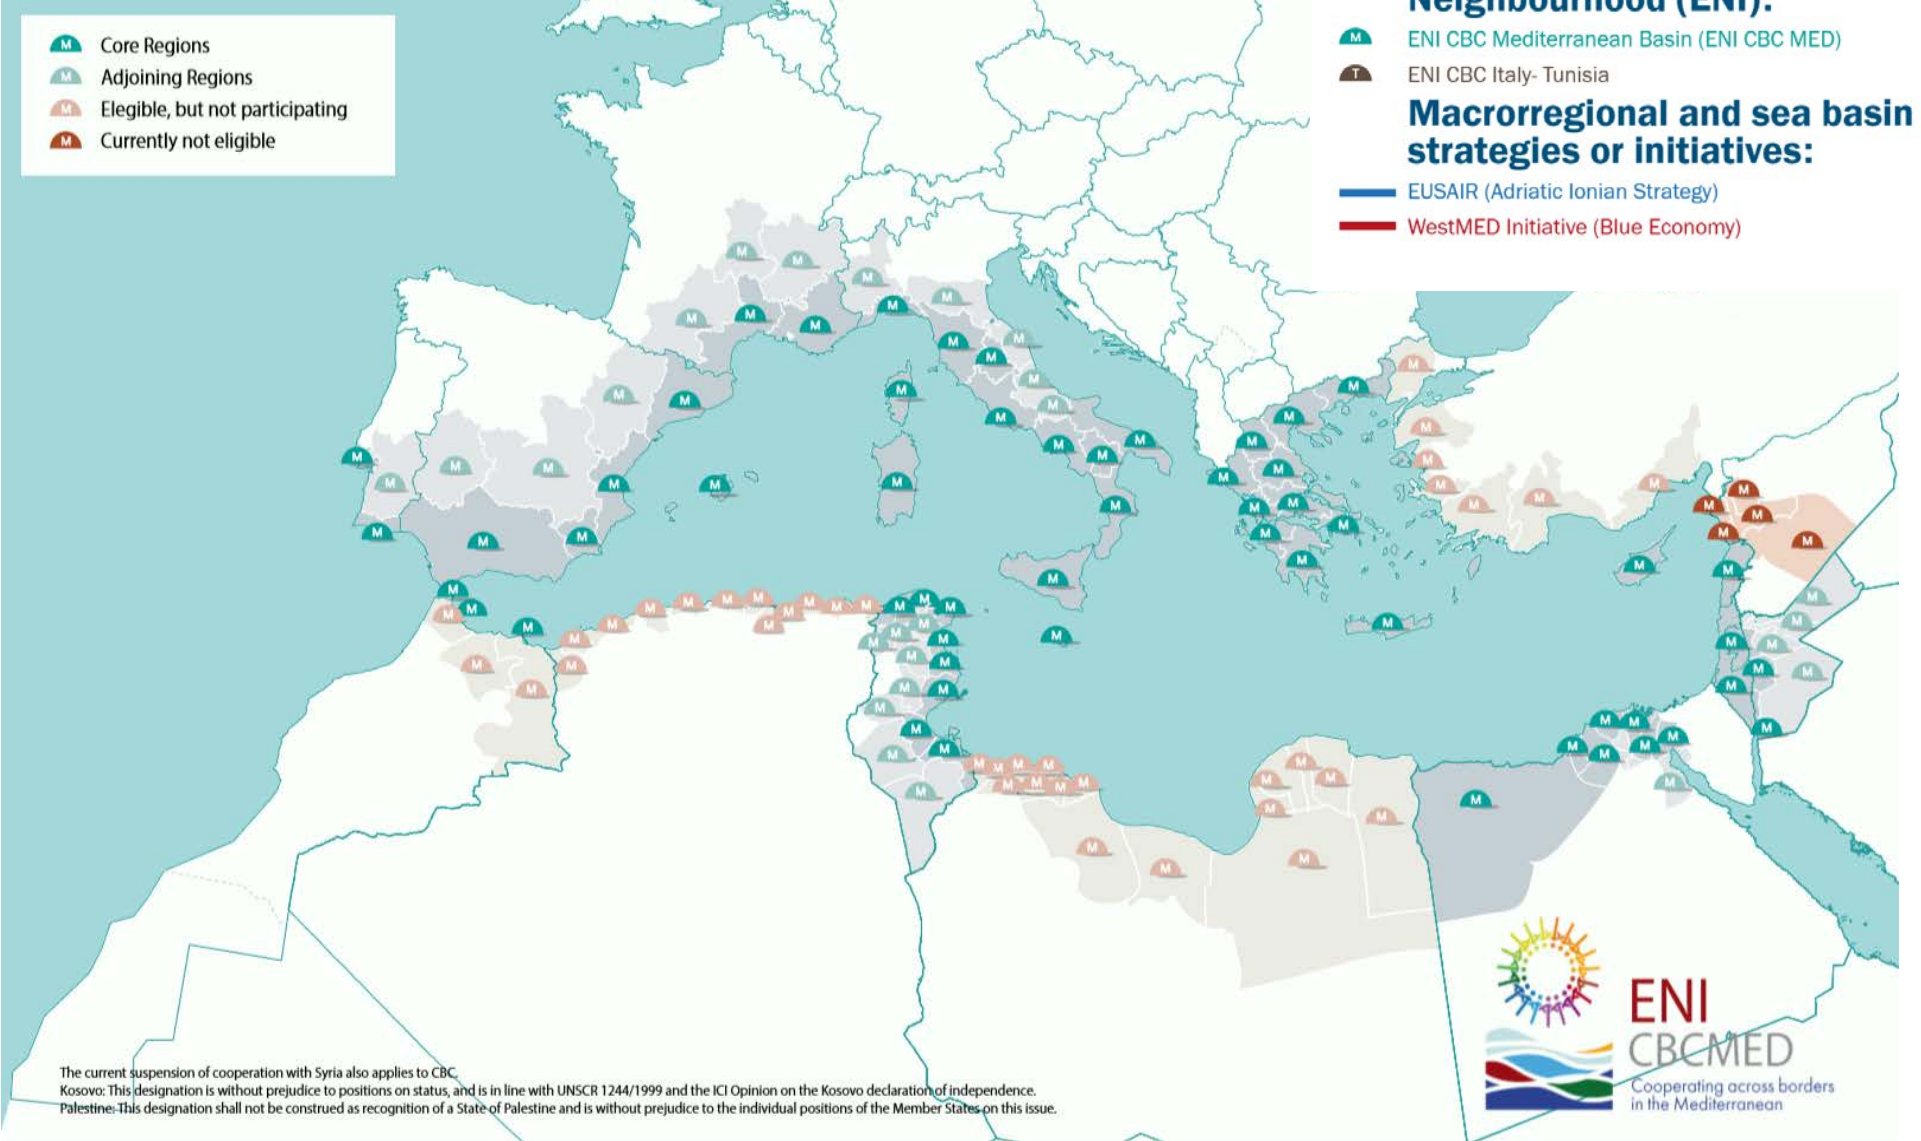 M Core Regions
M Adjoining Regions
M Elegible, but not participating
M Currently not eligible
Neighbourhood (ENI):
M ENI CBC Mediterranean Basin (ENI CBC MED)
T ENI CBC Italy- Tunisia
Macrorregional and sea basin
strategies or initiatives:
EUSAIR (Adriatic Ionian Strategy)
WestMED Initiative (Blue Economy)
The current suspension of cooperation with Syria also applies to CBC.
Kosovo: This designation is without prejudice to positions on status, and is in line with UNSCR 1244/1999 and the ICJ Opinion on the Kosovo declaration of independence.
Palestine: This designation shall not be construed as recognition of a State of Palestine and is without prejudice to the individual positions of the Member States on this issue.
ENI
CBCMED
Cooperating across borders
in the Mediterranean